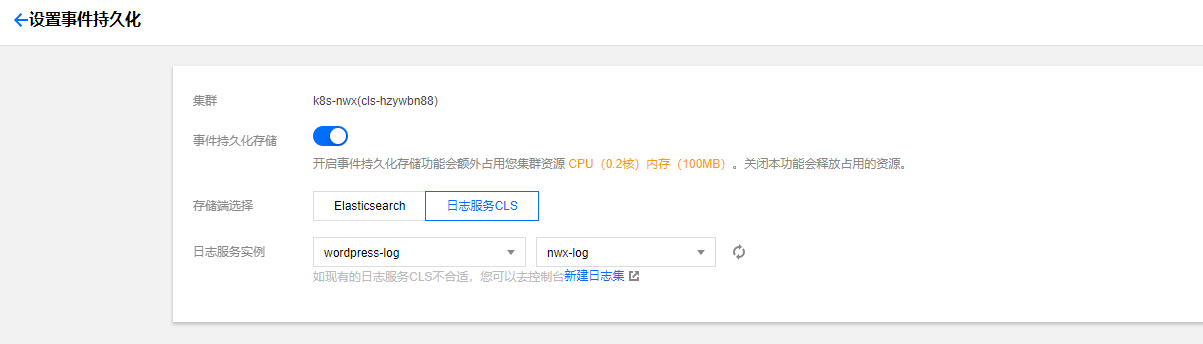 设置事件持久化
集群 k8s-nwx(cls-hzywbn88)
事件持久化存储
开启事件持久化存储功能会额外占用您集群资源 CPU（0.2核）内存（100MB）。关闭本功能会释放占用的资源。
存储端选择 Elasticsearch 日志服务CLS
日志服务实例 wordpress-log nwx-log
如现有的日志服务CLS不合适，您可以去控制台新建日志集